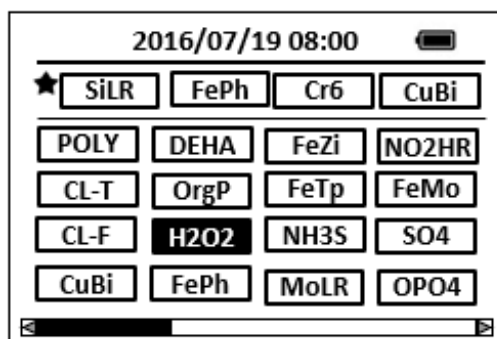 2016/07/19 08:00
SiLR FePh Cr6 CuBi
POLY DEHA FeZi NO2HR
CL-T OrgP FeTp FeMo
CL-F H2O2 NH3S SO4
CuBi FePh MoLR OPO4